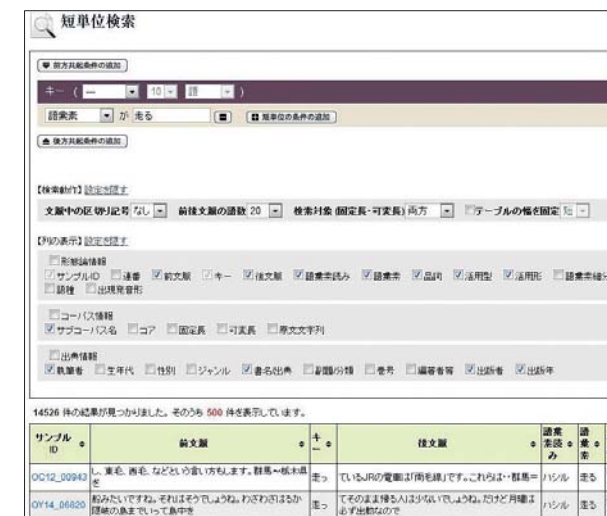 短単位検索
前方共起条件の追加
キー ( --- 10 語 )
語彙素 が 走る 短単位の条件の追加
後方共起条件の追加
【検索動作】設定を隠す
文脈中の区切り記号 なし 前後文脈の語数 20 検索対象(固定長・可変長) 両方 テーブルの幅を固定
【列の表示】設定を隠す
形態論情報
サンプルID 連番 前文脈 キー 後文脈 語彙素読み 語彙素 品詞 活用型 活用形 語彙素細分
語種 出現発音形
コーパス情報
サブコーパス名 コア 固定長 可変長 原文文字列
出典情報
執筆者 生年代 性別 ジャンル 書名/出典 副題/分類 巻号 編著者等 出版者 出版年
14526 件の結果が見つかりました。そのうち 500 件を表示しています。
サンプルID 前文脈 キー 後文脈 語彙素読み 語彙素
OC12_00943 し、東毛、西毛、などという言い方もします。群馬~栃木県を 走っ ているJRの電車は「両毛線」です。これらは・・群馬= ハシル 走る
OY14_06820 粉みたいですね。それはそうでしょうね。わざわざはるか隠岐の島までいって島中を 走っ てそのまま帰る人は少ないでしょうね。だけど月曜は必ず出勤なので ハシル 走る